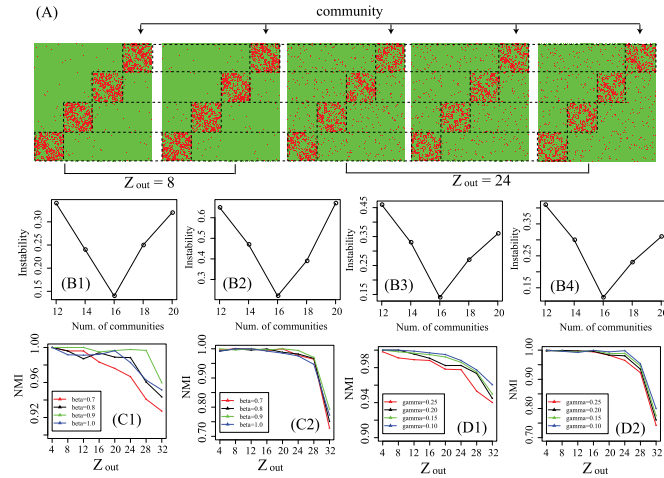 (A)
community
Z out = 8
Z out = 24
Instability
0.15 0.20 0.25 0.30
(B1)
12 14 16 18 20
Num. of communities
Instability
0.3 0.4 0.5 0.6
(B2)
12 14 16 18 20
Num. of communities
Instability
0.15 0.25 0.35 0.45
(B3)
12 14 16 18 20
Num. of communities
Instability
0.10 0.20 0.30 0.40
(B4)
12 14 16 18 20
Num. of communities
NMI
0.92 0.96 1.00
beta=0.7
beta=0.8
beta=0.9
beta=1.0
(C1)
4 8 12 16 20 24 28 32
Z out
NMI
0.70 0.80 0.90 1.00
beta=0.7
beta=0.8
beta=0.9
beta=1.0
(C2)
4 8 12 16 20 24 28 32
Z out
NMI
0.90 0.94 0.98
gamma=0.25
gamma=0.20
gamma=0.15
gamma=0.10
(D1)
4 8 12 16 20 24 28 32
Z out
NMI
0.70 0.80 0.90 1.00
gamma=0.25
gamma=0.20
gamma=0.15
gamma=0.10
(D2)
4 8 12 16 20 24 28 32
Z out